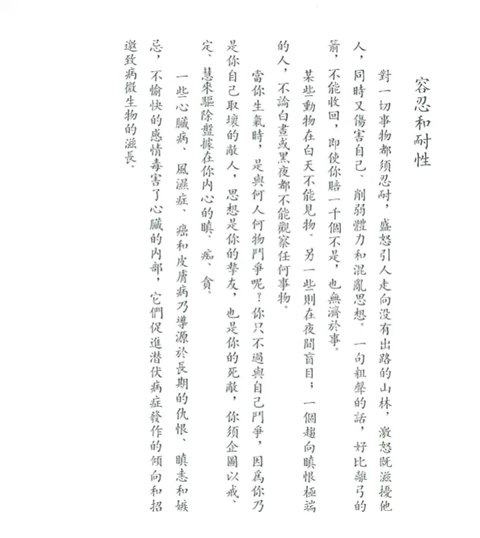 容忍和耐性
對一切事物都須忍耐，盛怒引人走向没有出路的山林，激怒既滋擾他
人，同時又傷害自己、削弱體力和混亂思想。一句粗聲的話，好比離弓的
箭，不能收回，即使你賠一千個不是，也無濟於事。
某些動物在白天不能見物。另一些則在夜間盲目；一個趨向瞋恨極端
的人，不論白晝或黑夜都不能觀察任何事物。
當你生氣時，是與何人何物鬥爭呢？你只不過與自己鬥爭，因爲你乃
是你自己取壞的敵人，思想是你的摯友，也是你的死敵，你須企圖以戒、
定、慧來驅除盤據在你内心的瞋、痴、貪。
一些心臟病、風濕症、癌和皮膚病乃導源於長期的仇恨、瞋恚和嫉
忌，不愉快的感情毒害了心臟的内部，它們促進潛伏病症發作的傾向和招
邀致病微生物的滋長。